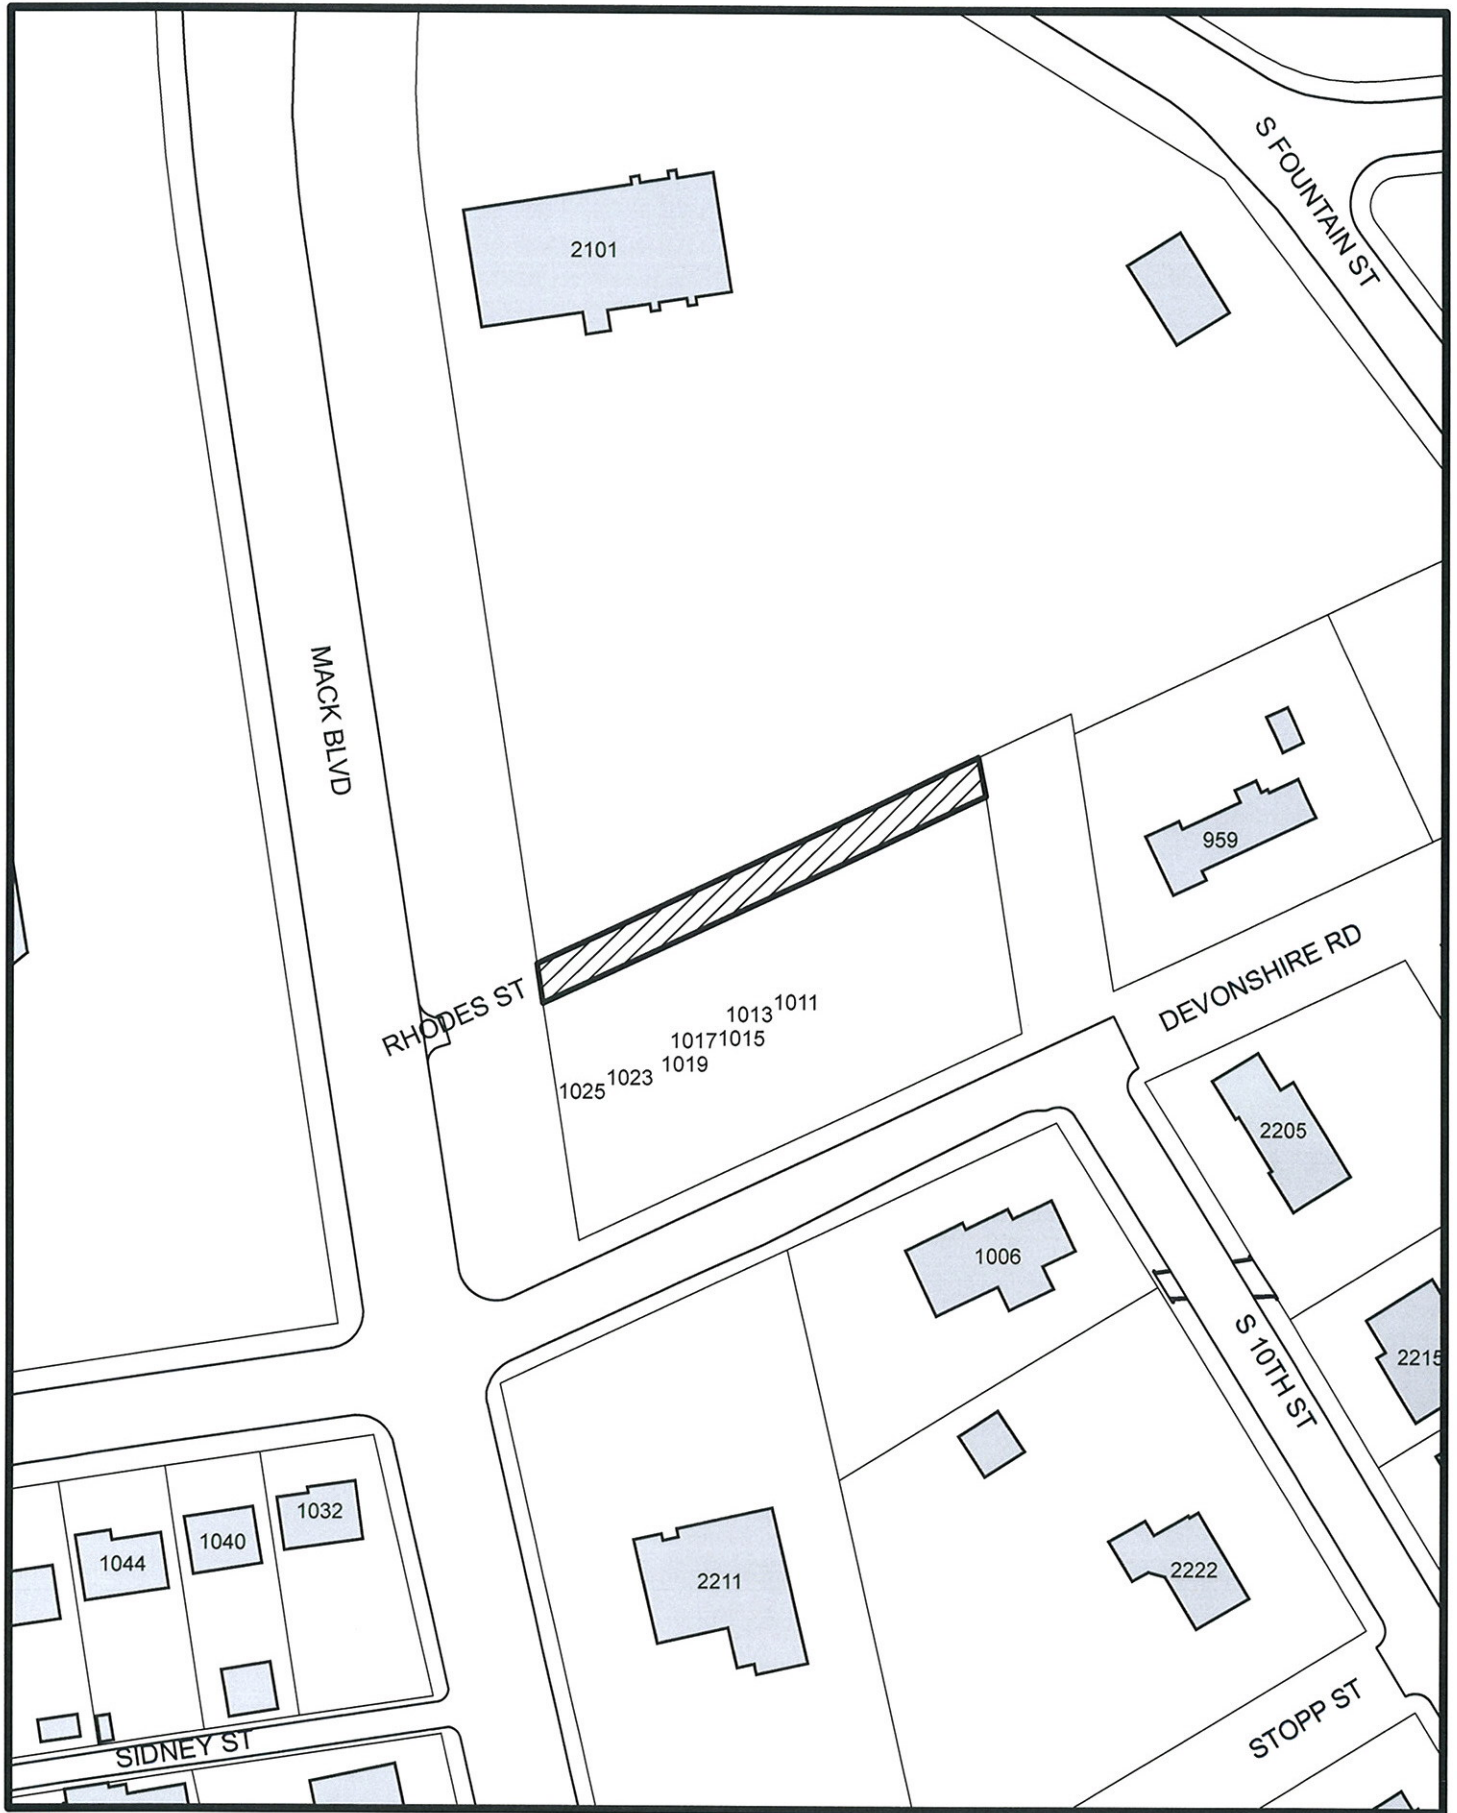 S FOUNTAIN ST
2101
MACK BLVD
959
DEVONSHIRE RD
RHODES ST
1013 1011
1017 1015
1019
1025 1023
2205
1006
S 10TH ST
2215
1032
1040
1044
2211
2222
STOPP ST
SIDNEY ST